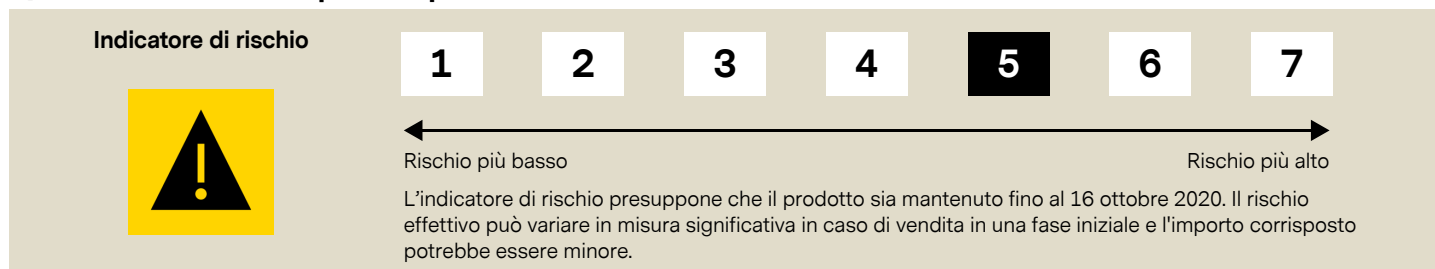 Indicatore di rischio
1 2 3 4 5 6 7
Rischio più basso Rischio più alto
L'indicatore di rischio presuppone che il prodotto sia mantenuto fino al 16 ottobre 2020. Il rischio
effettivo può variare in misura significativa in caso di vendita in una fase iniziale e l'importo corrisposto
potrebbe essere minore.